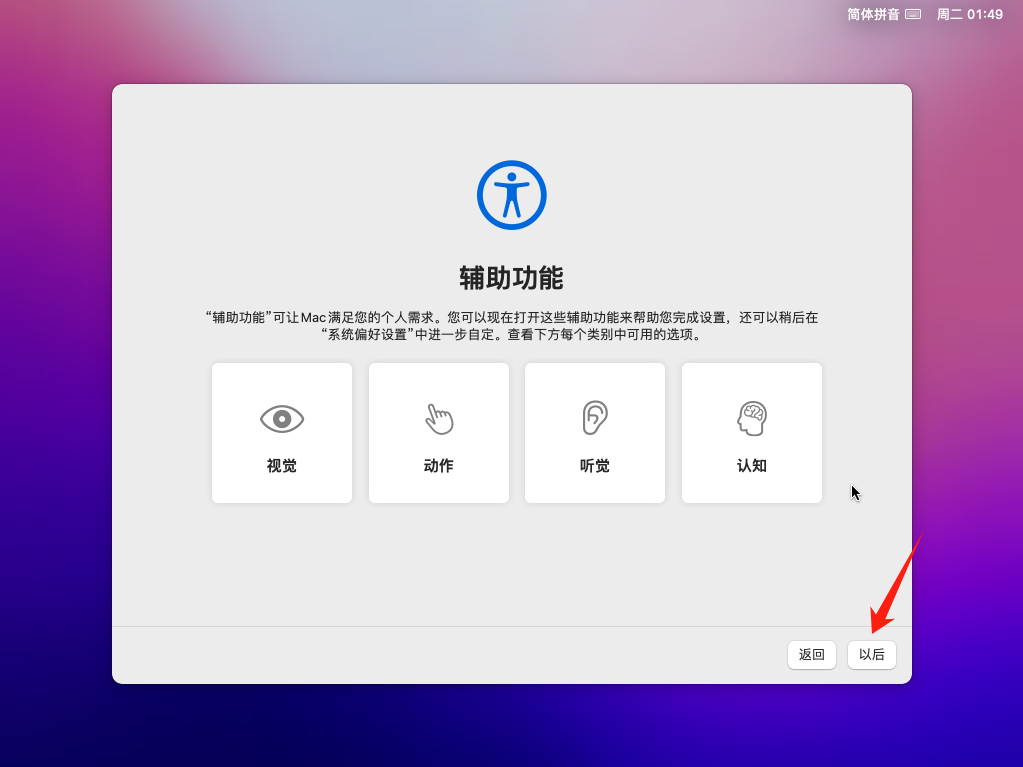 简体拼音 周二 01:49
辅助功能
“辅助功能”可让Mac满足您的个人需求。您可以现在打开这些辅助功能来帮助您完成设置，还可以稍后在
“系统偏好设置”中进一步自定。查看下方每个类别中可用的选项。
视觉 动作 听觉 认知
返回 以后